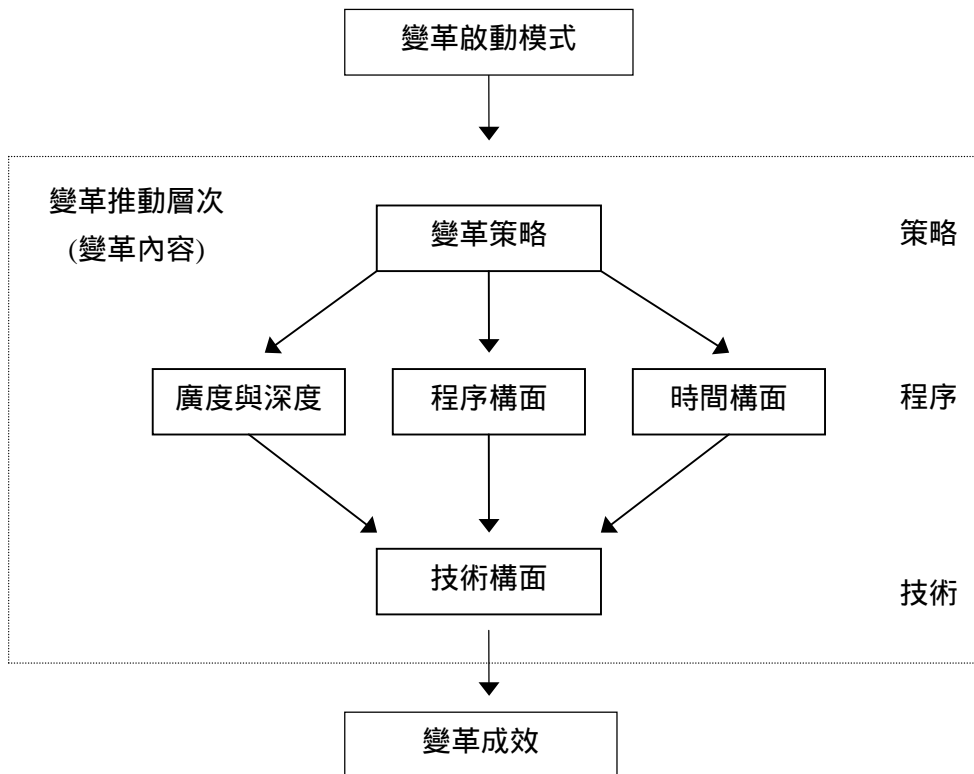 變革啟動模式
變革推動層次
(變革內容)
變革策略
策略
廣度與深度
程序構面
時間構面
程序
技術構面
技術
變革成效